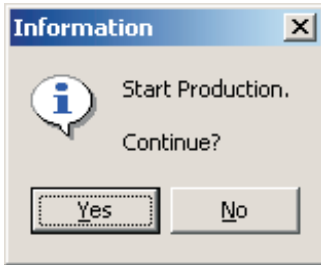 Information
Start Production.
Continue?
Yes
No